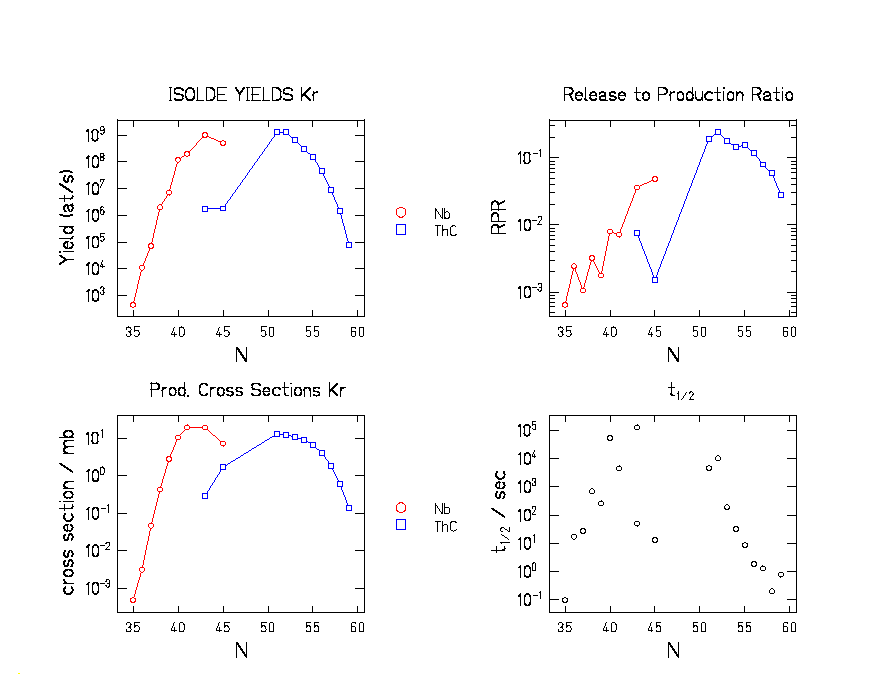 ISOLDE YIELDS Kr
Yield (at/s)
10^9
10^8
10^7
10^6
10^5
10^4
10^3
35 40 45 50 55 60
N
Nb
ThC
Release to Production Ratio
RPR
10^-1
10^-2
10^-3
35 40 45 50 55 60
N
Prod. Cross Sections Kr
cross section / mb
10^1
10^0
10^-1
10^-2
10^-3
35 40 45 50 55 60
N
Nb
ThC
t_1/2
t_1/2 / sec
10^5
10^4
10^3
10^2
10^1
10^0
10^-1
35 40 45 50 55 60
N